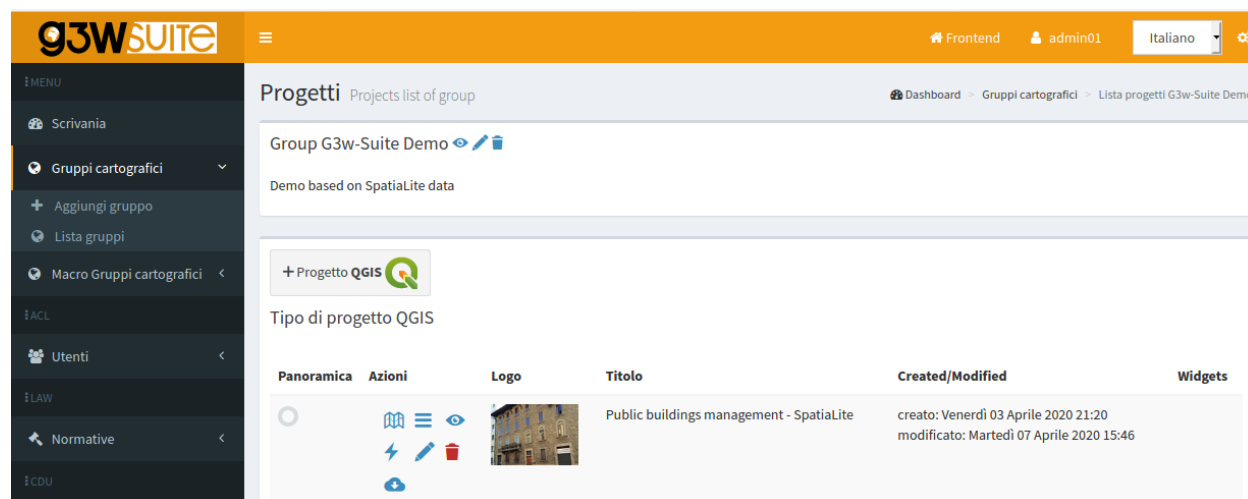 g3wsuite
Frontend admin01 Italiano
MENU
Scrivania
Gruppi cartografici
Aggiungi gruppo
Lista gruppi
Macro Gruppi cartografici
ACL
Utenti
LAW
Normative
CDU
Progetti Projects list of group
Dashboard > Gruppi cartografici > Lista progetti G3w-Suite Demo
Group G3w-Suite Demo
Demo based on SpatiaLite data
+Progetto QGIS
Tipo di progetto QGIS
Panoramica Azioni Logo Titolo Created/Modified Widgets
Public buildings management - SpatiaLite
creato: Venerdì 03 Aprile 2020 21:20
modificato: Martedì 07 Aprile 2020 15:46